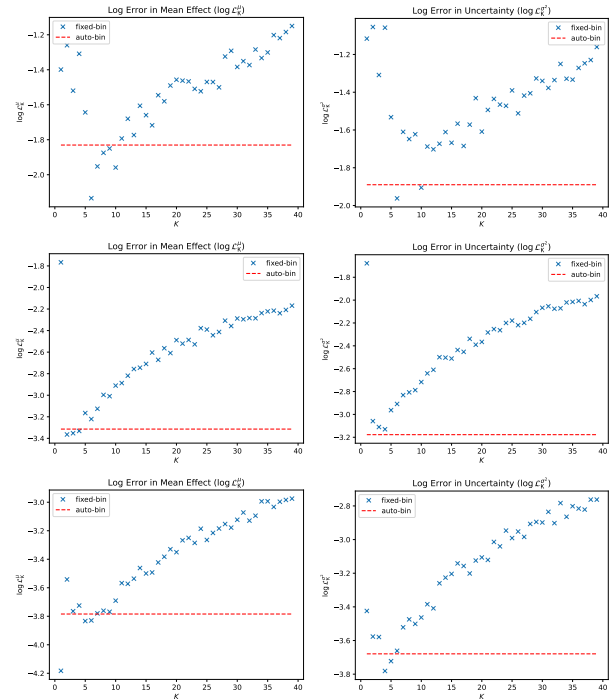 Log Error in Mean Effect (log ℒ_K^μ)
fixed-bin
auto-bin
−1.2
−1.4
−1.6
−1.8
−2.0
log ℒ_K^μ
0 5 10 15 20 25 30 35 40
K
Log Error in Uncertainty (log ℒ_K^σ²)
fixed-bin
auto-bin
−1.2
−1.4
−1.6
−1.8
−2.0
log ℒ_K^σ²
0 5 10 15 20 25 30 35 40
K
Log Error in Mean Effect (log ℒ_K^μ)
fixed-bin
auto-bin
−1.8
−2.0
−2.2
−2.4
−2.6
−2.8
−3.0
−3.2
−3.4
log ℒ_K^μ
0 5 10 15 20 25 30 35 40
K
Log Error in Uncertainty (log ℒ_K^σ²)
fixed-bin
auto-bin
−1.8
−2.0
−2.2
−2.4
−2.6
−2.8
−3.0
−3.2
log ℒ_K^σ²
0 5 10 15 20 25 30 35 40
K
Log Error in Mean Effect (log ℒ_K^μ)
fixed-bin
auto-bin
−3.0
−3.2
−3.4
−3.6
−3.8
−4.0
−4.2
log ℒ_K^μ
0 5 10 15 20 25 30 35 40
K
Log Error in Uncertainty (log ℒ_K^σ²)
fixed-bin
auto-bin
−2.8
−3.0
−3.2
−3.4
−3.6
−3.8
log ℒ_K^σ²
0 5 10 15 20 25 30 35 40
K